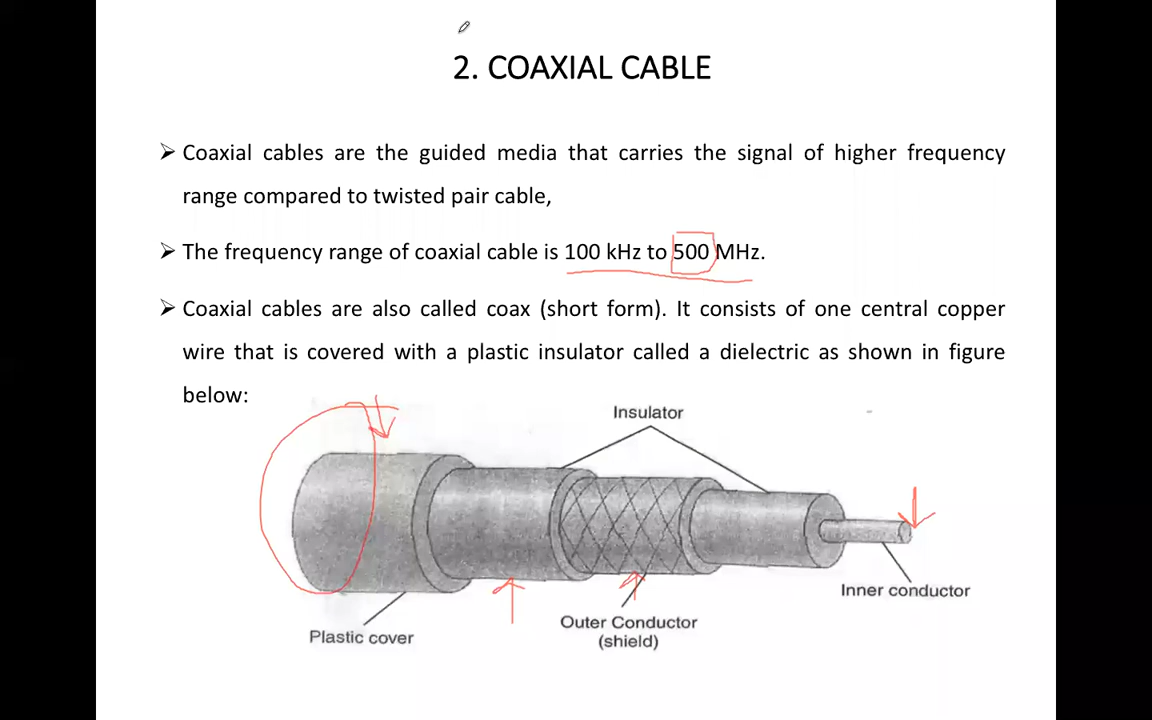 2. COAXIAL CABLE
➢ Coaxial cables are the guided media that carries the signal of higher frequency
range compared to twisted pair cable,
➢ The frequency range of coaxial cable is 100 kHz to 500 MHz.
➢ Coaxial cables are also called coax (short form). It consists of one central copper
wire that is covered with a plastic insulator called a dielectric as shown in figure
below:
Insulator
Inner conductor
Outer Conductor
(shield)
Plastic cover